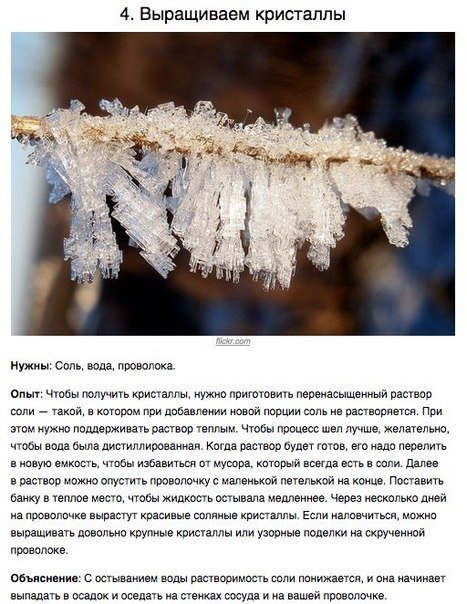 4. Выращиваем кристаллы
flickr.com
Нужны: Соль, вода, проволока.
Опыт: Чтобы получить кристаллы, нужно приготовить перенасыщенный раствор
соли — такой, в котором при добавлении новой порции соль не растворяется. При
этом нужно поддерживать раствор теплым. Чтобы процесс шел лучше, желательно,
чтобы вода была дистиллированная. Когда раствор будет готов, его надо перелить
в новую емкость, чтобы избавиться от мусора, который всегда есть в соли. Далее
в раствор можно опустить проволочку с маленькой петелькой на конце. Поставить
банку в теплое место, чтобы жидкость остывала медленнее. Через несколько дней
на проволочке вырастут красивые соляные кристаллы. Если наловчиться, можно
выращивать довольно крупные кристаллы или узорные поделки на скрученной
проволоке.
Объяснение: С остыванием воды растворимость соли понижается, и она начинает
выпадать в осадок и оседать на стенках сосуда и на вашей проволочке.